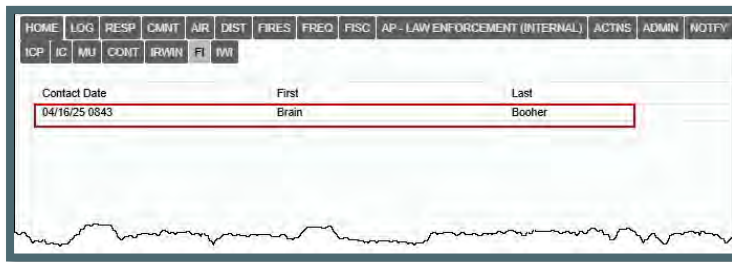 HOME LOG RESP CMNT AIR DIST FIRES FREQ FISC AP - LAW ENFORCEMENT (INTERNAL) ACTNS ADMIN NOTFY
ICP IC MU CONT IRWIN FI IWI
Contact Date First Last
04/16/25 0843 Brain Booher